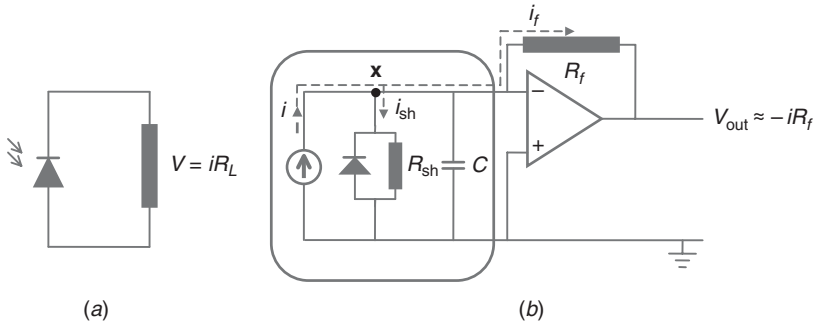 V = iR_L
(a)
x
i
i_sh
R_sh
C
i_f
R_f
−
+
V_out ≈ −iR_f
(b)